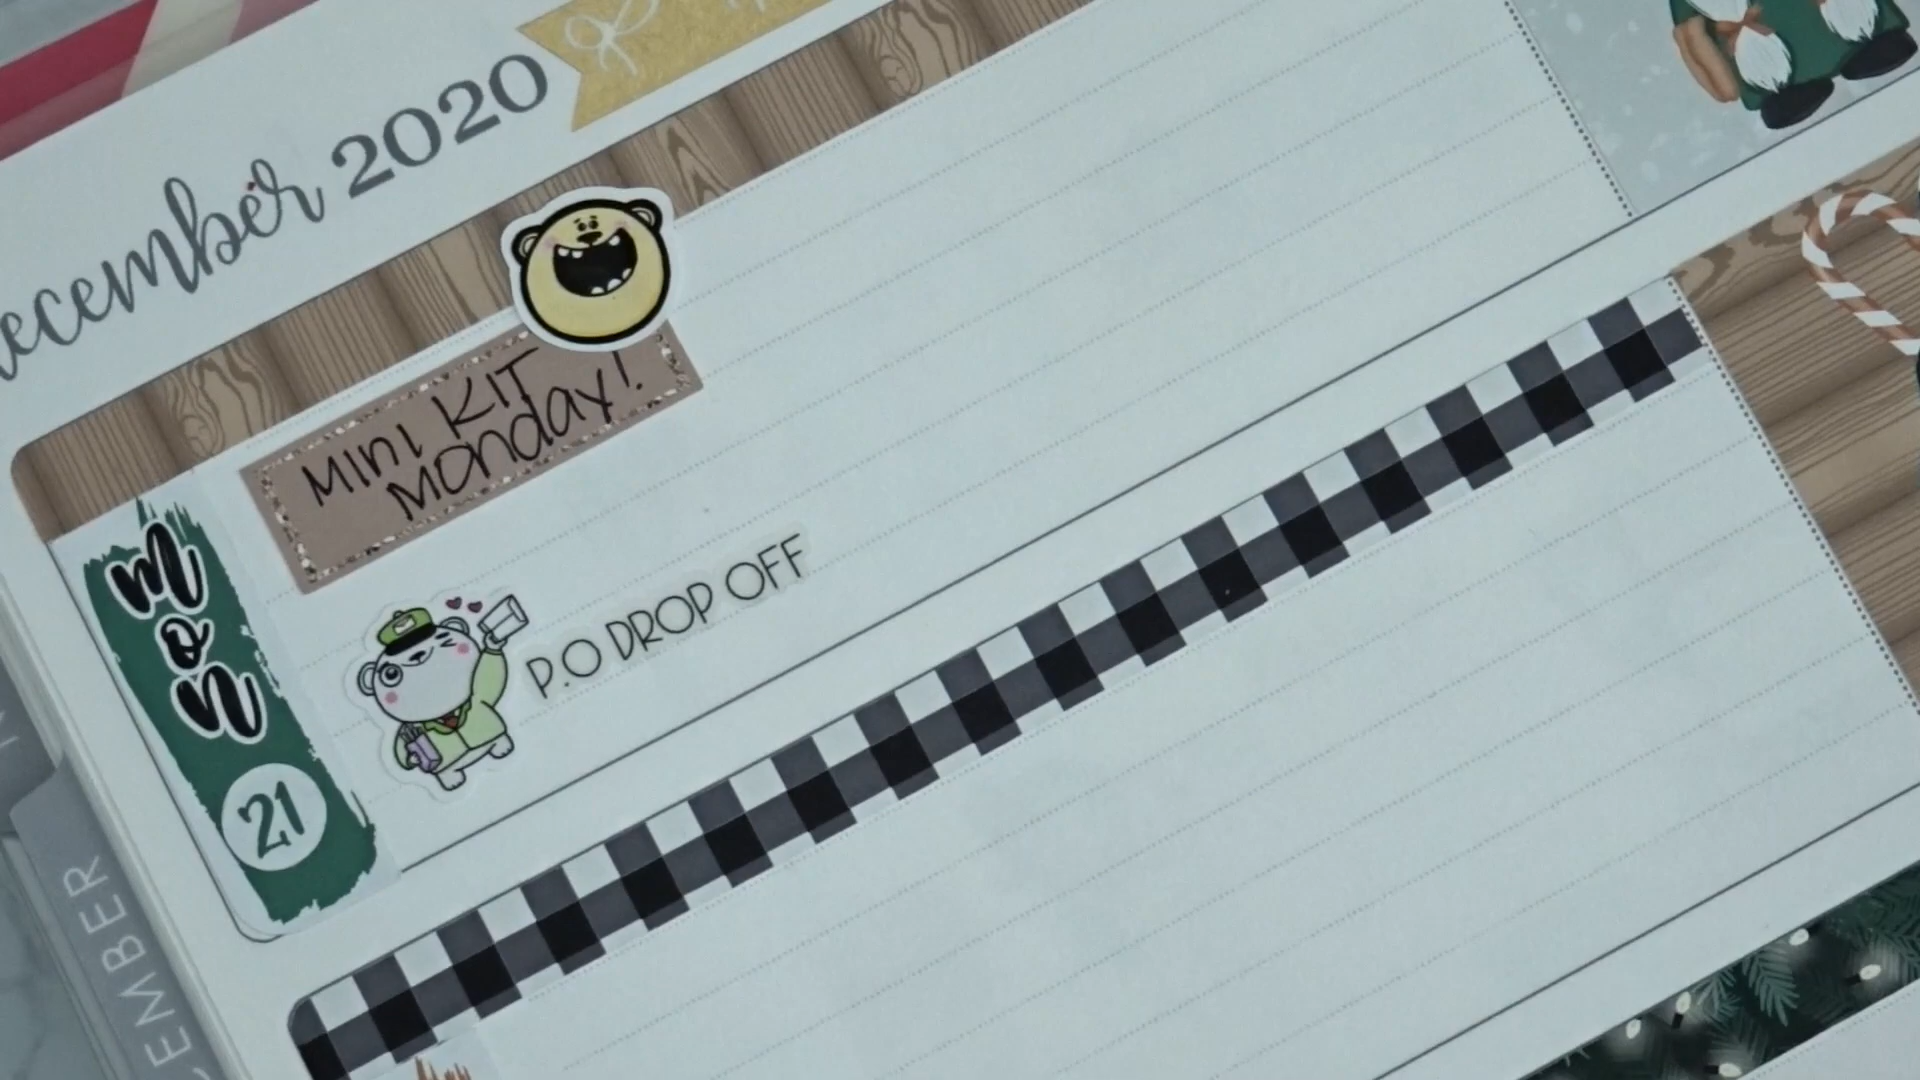 ecember 2020
MINI KIT
MONday!
P.O DROP OFF
mon
21
EMBER